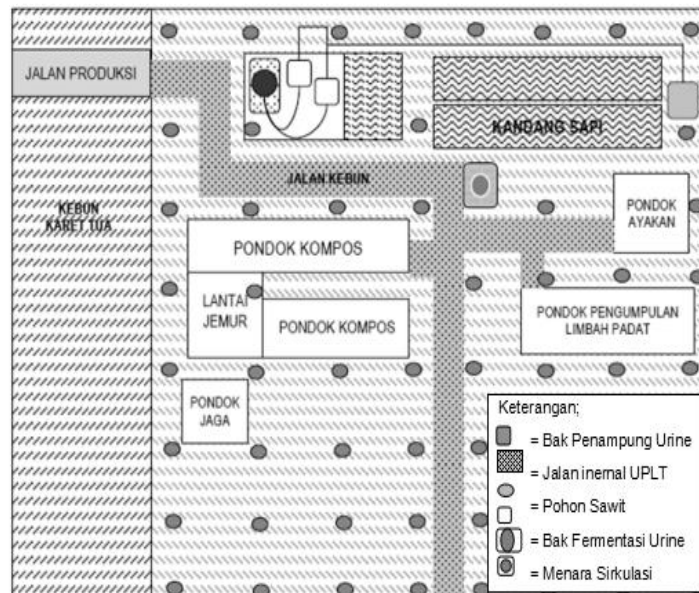 JALAN PRODUKSI
KANDANG SAPI
JALAN KEBUN
KEBUN
KARET TUA
PONDOK
AYAKAN
PONDOK KOMPOS
LANTAI
JEMUR
PONDOK KOMPOS
PONDOK PENGUMPULAN
LIMBAH PADAT
PONDOK
JAGA
Keterangan;
= Bak Penampung Urine
= Jalan inernal UPLT
= Pohon Sawit
= Bak Fermentasi Urine
= Menara Sirkulasi